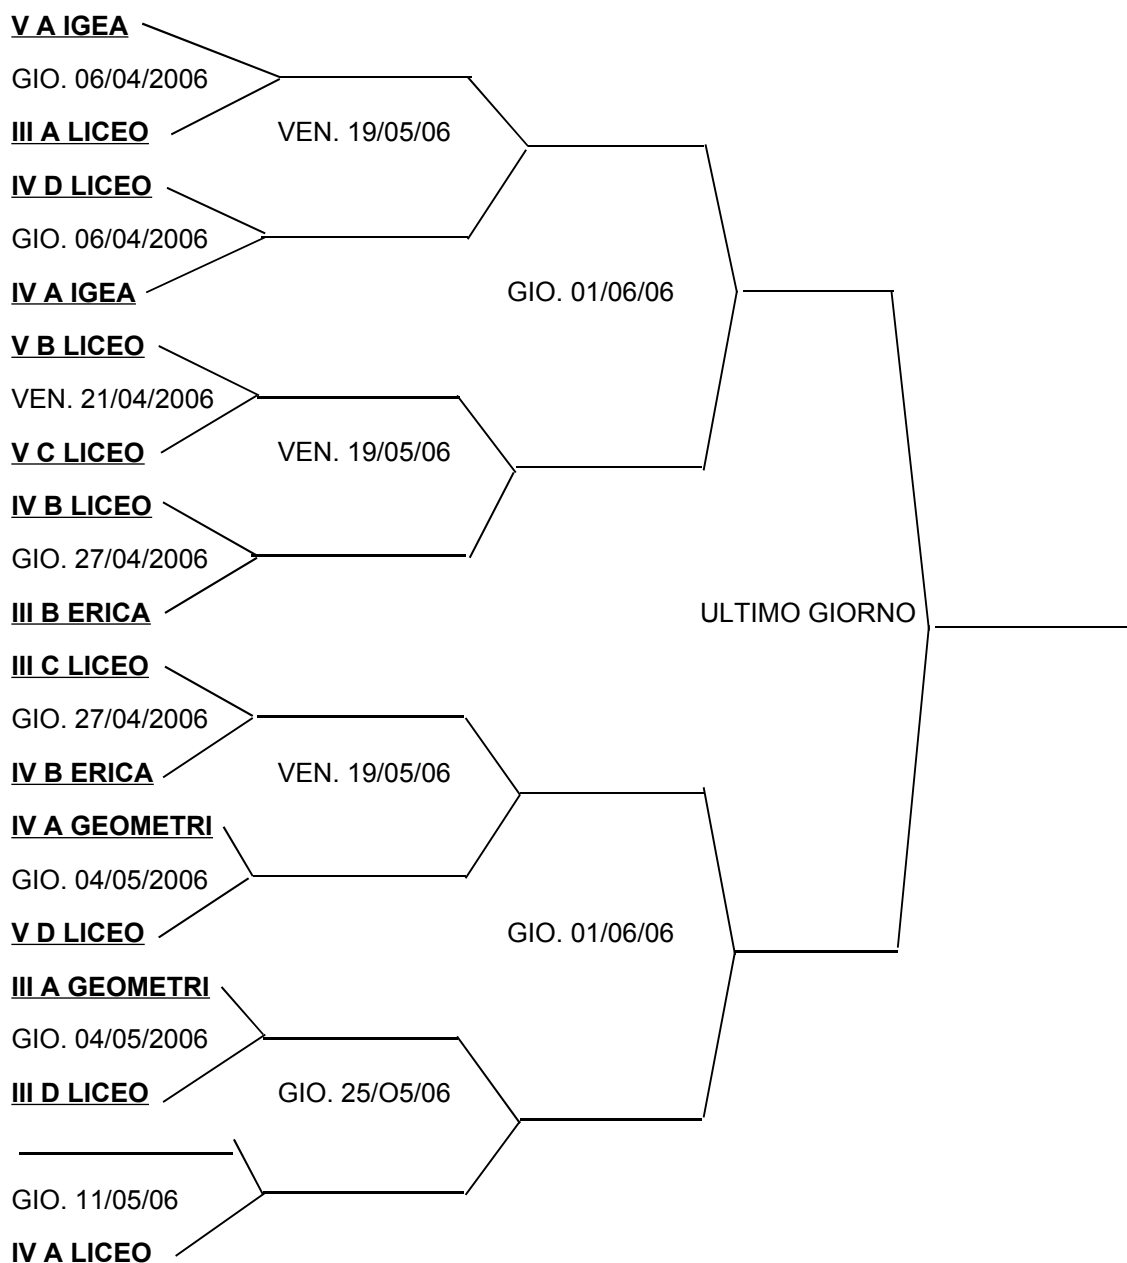 V A IGEA
GIO. 06/04/2006
III A LICEO
VEN. 19/05/06
IV D LICEO
GIO. 06/04/2006
IV A IGEA
GIO. 01/06/06
V B LICEO
VEN. 21/04/2006
V C LICEO
VEN. 19/05/06
IV B LICEO
GIO. 27/04/2006
III B ERICA
ULTIMO GIORNO
III C LICEO
GIO. 27/04/2006
IV B ERICA
VEN. 19/05/06
IV A GEOMETRI
GIO. 04/05/2006
V D LICEO
GIO. 01/06/06
III A GEOMETRI
GIO. 04/05/2006
III D LICEO
GIO. 25/O5/06
GIO. 11/05/06
IV A LICEO